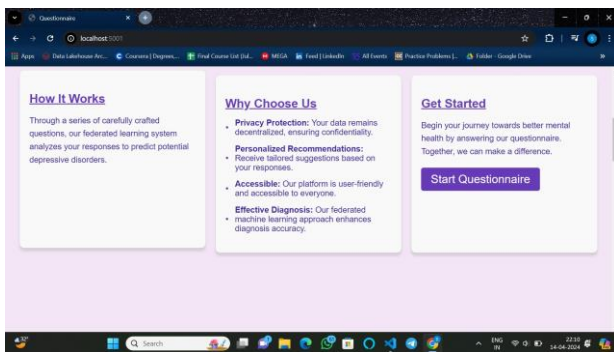 Questionnaire
localhost:5001
Apps
Data Lakehouse Arc...
Coursera | Degrees,...
Final Course List (Jul...
MEGA
Feed | LinkedIn
All Events
Practice Problems |...
Folder - Google Drive
How It Works
Through a series of carefully crafted
questions, our federated learning system
analyzes your responses to predict potential
depressive disorders.
Why Choose Us
• Privacy Protection: Your data remains
decentralized, ensuring confidentiality.
• Personalized Recommendations:
Receive tailored suggestions based on
your responses.
• Accessible: Our platform is user-friendly
and accessible to everyone.
• Effective Diagnosis: Our federated
machine learning approach enhances
diagnosis accuracy.
Get Started
Begin your journey towards better mental
health by answering our questionnaire.
Together, we can make a difference.
Start Questionnaire
32°
Search
ENG
IN
22:10
14-04-2024